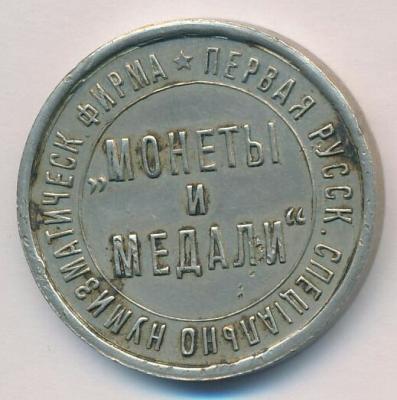 ПЕРВАЯ РУССК. СПЕЦІАЛЬНО НУМИЗМАТИЧЕСК ФИРМА
„МОНЕТЫ
И
МЕДАЛИ“